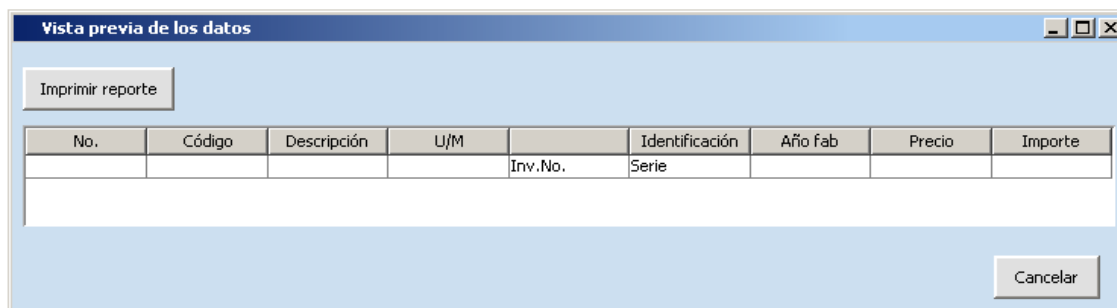 Vista previa de los datos
Imprimir reporte
No. Código Descripción U/M Identificación Año fab Precio Importe
Inv.No. Serie
Cancelar